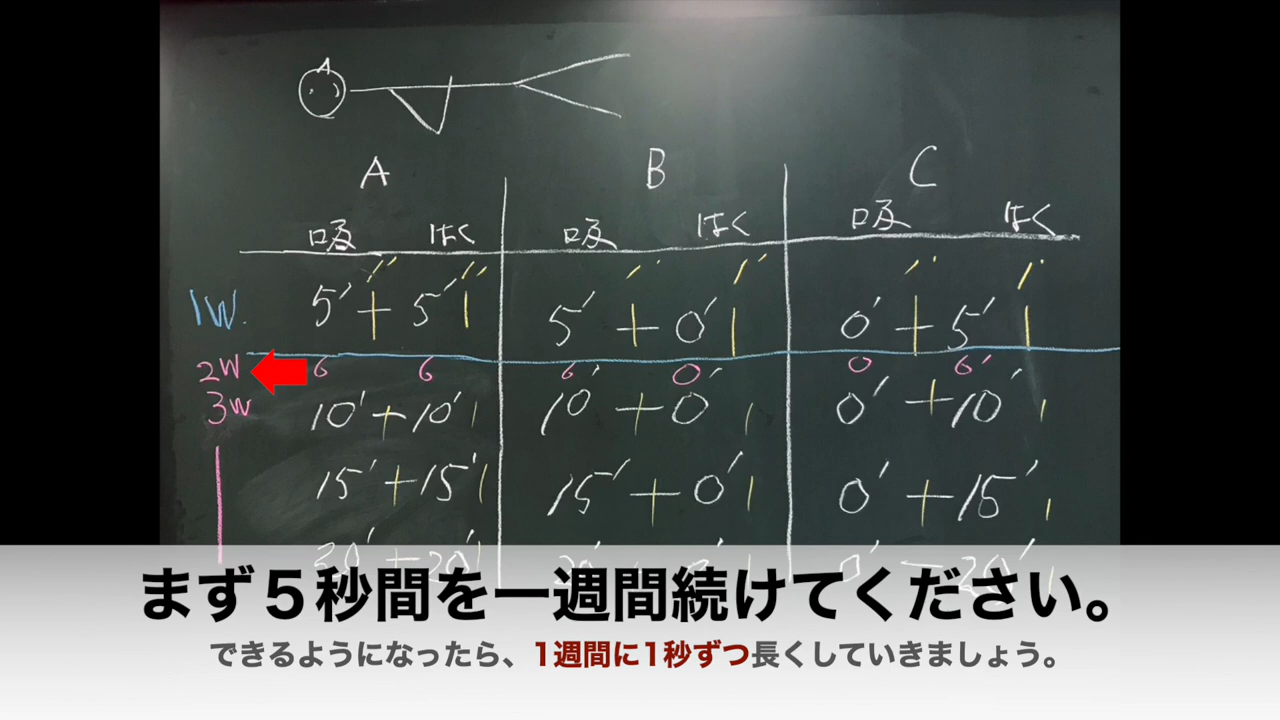 A B C
吸 はく 吸 はく 吸 はく
1W. 5′ + 5′ 5′ + 0′ 0′ + 5′
2W 6 6 6′ 0′ 0 6′
3W 10′ + 10′ 10′ + 0′ 0′ + 10′
15′ + 15′ 15′ + 0′ 0′ + 15′
まず５秒間を一週間続けてください。
できるようになったら、1週間に1秒ずつ長くしていきましょう。